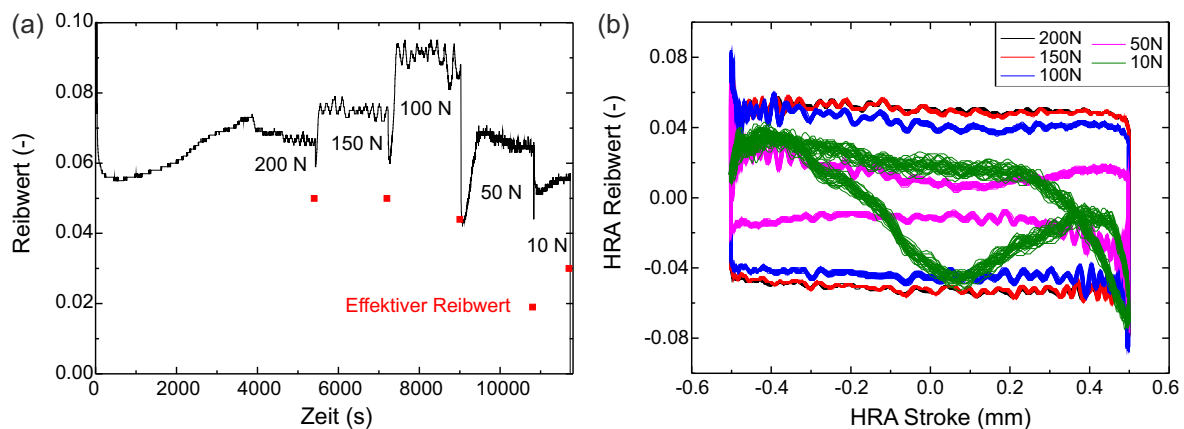 (a)
0.10
0.08
0.06
0.04
0.02
0.00
Reibwert (-)
200 N
150 N
100 N
50 N
10 N
Effektiver Reibwert
0
2000
4000
6000
8000
10000
Zeit (s)
(b)
0.08
0.04
0.00
-0.04
-0.08
HRA Reibwert (-)
200N
150N
100N
50N
10N
-0.6
-0.4
-0.2
0.0
0.2
0.4
0.6
HRA Stroke (mm)